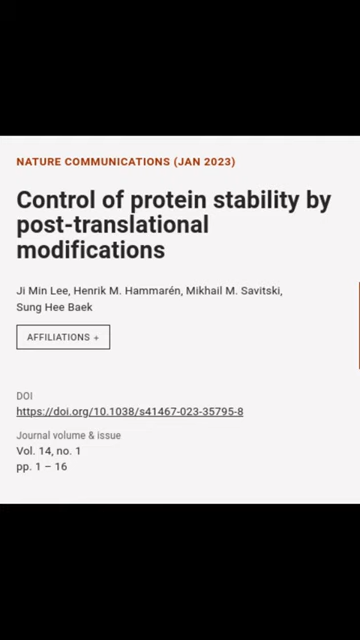 NATURE COMMUNICATIONS (JAN 2023)
Control of protein stability by
post-translational
modifications
Ji Min Lee, Henrik M. Hammarén, Mikhail M. Savitski,
Sung Hee Baek
AFFILIATIONS +
DOI
https://doi.org/10.1038/s41467-023-35795-8
Journal volume & issue
Vol. 14, no. 1
pp. 1 – 16